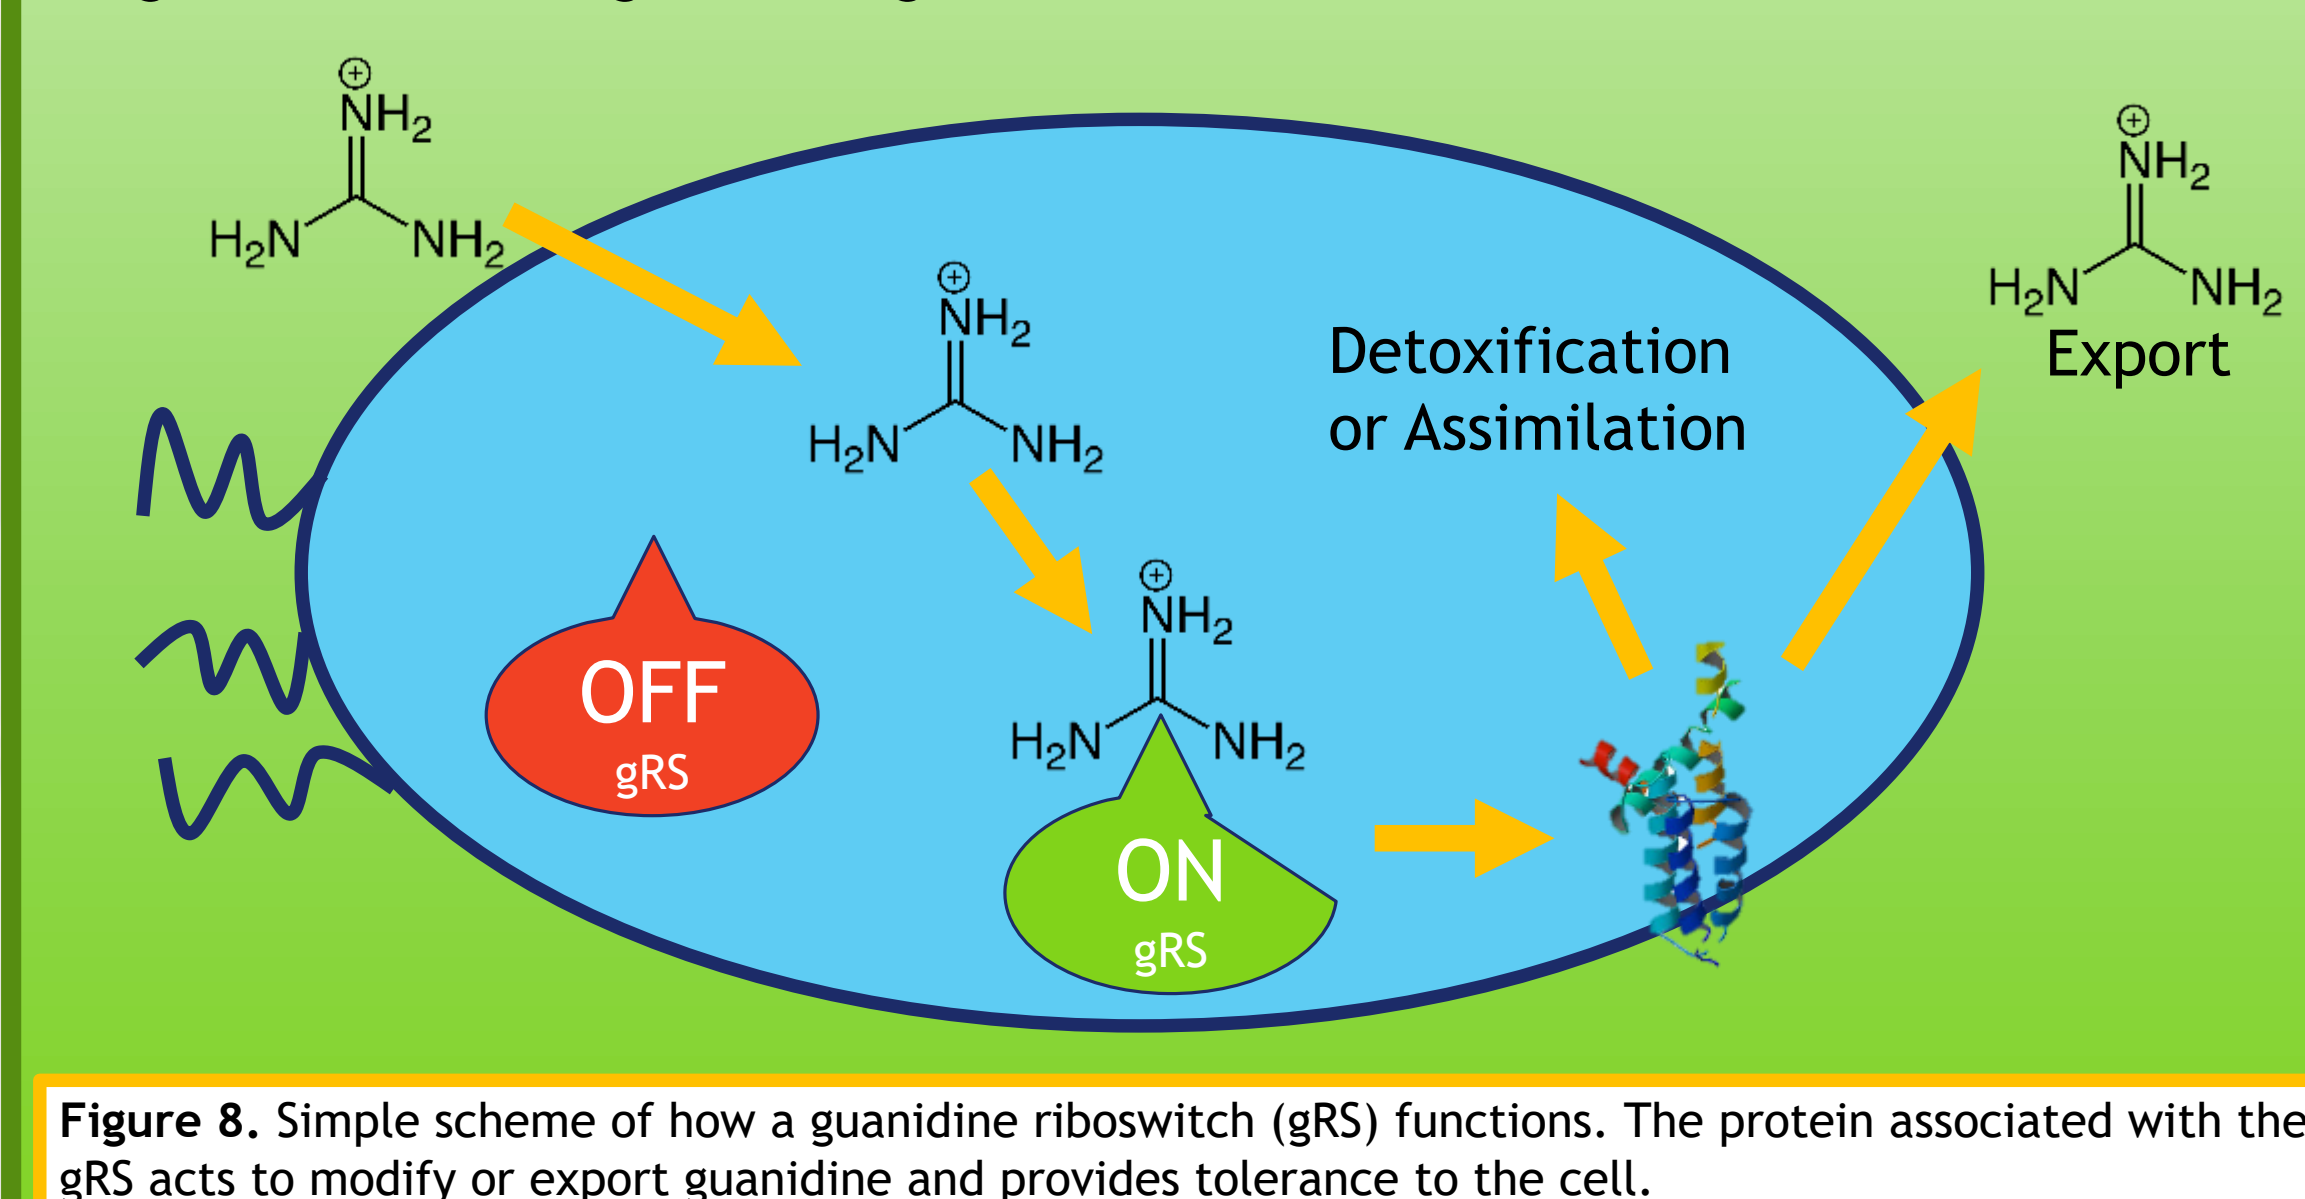 ⊕
NH2
H2N NH2
⊕
NH2
H2N NH2
⊕
NH2
H2N NH2
Export
Detoxification
or Assimilation
OFF
gRS
⊕
NH2
H2N NH2
ON
gRS
Figure 8. Simple scheme of how a guanidine riboswitch (gRS) functions. The protein associated with the
gRS acts to modify or export guanidine and provides tolerance to the cell.